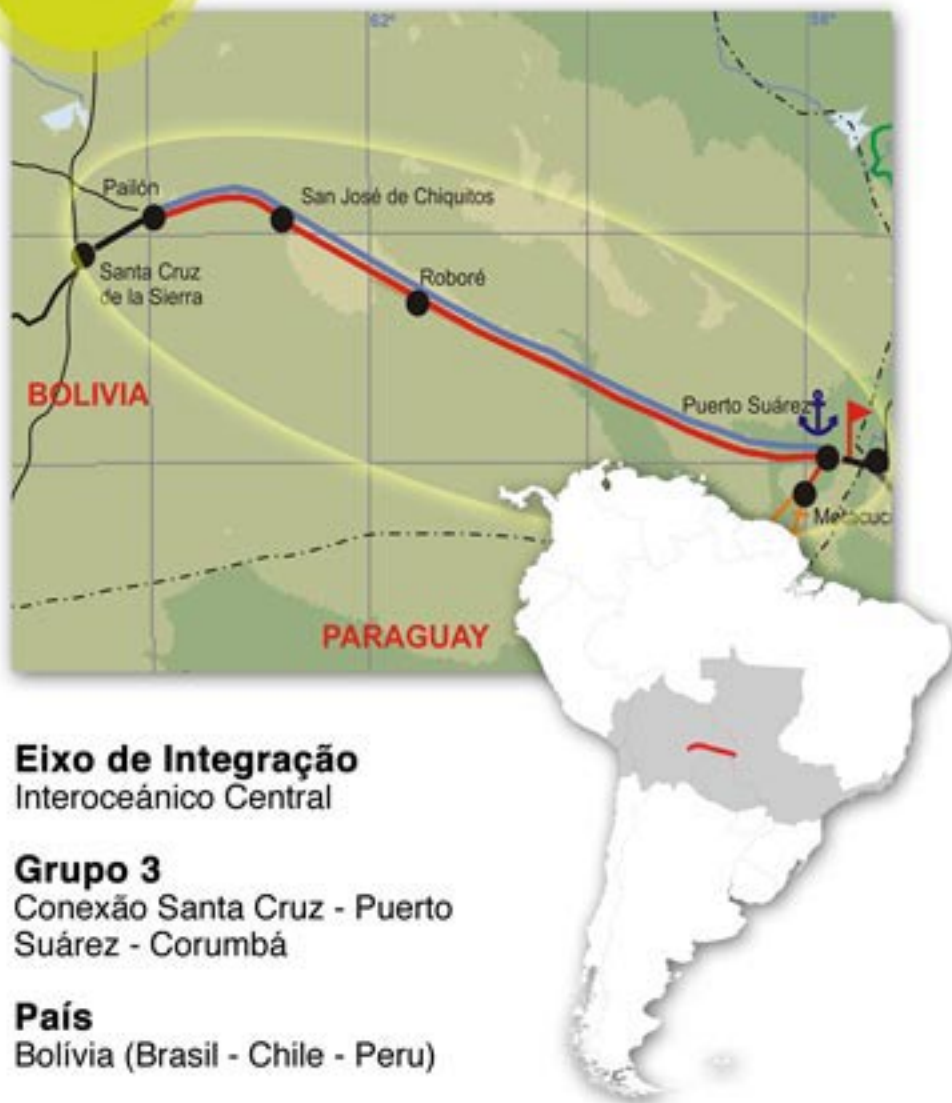 62°
58°
Pailón
San José de Chiquitos
Santa Cruz
de la Sierra
Roboré
BOLIVIA
Puerto Suárez
PARAGUAY
Eixo de Integração
Interoceánico Central
Grupo 3
Conexão Santa Cruz - Puerto
Suárez - Corumbá
País
Bolívia (Brasil - Chile - Peru)